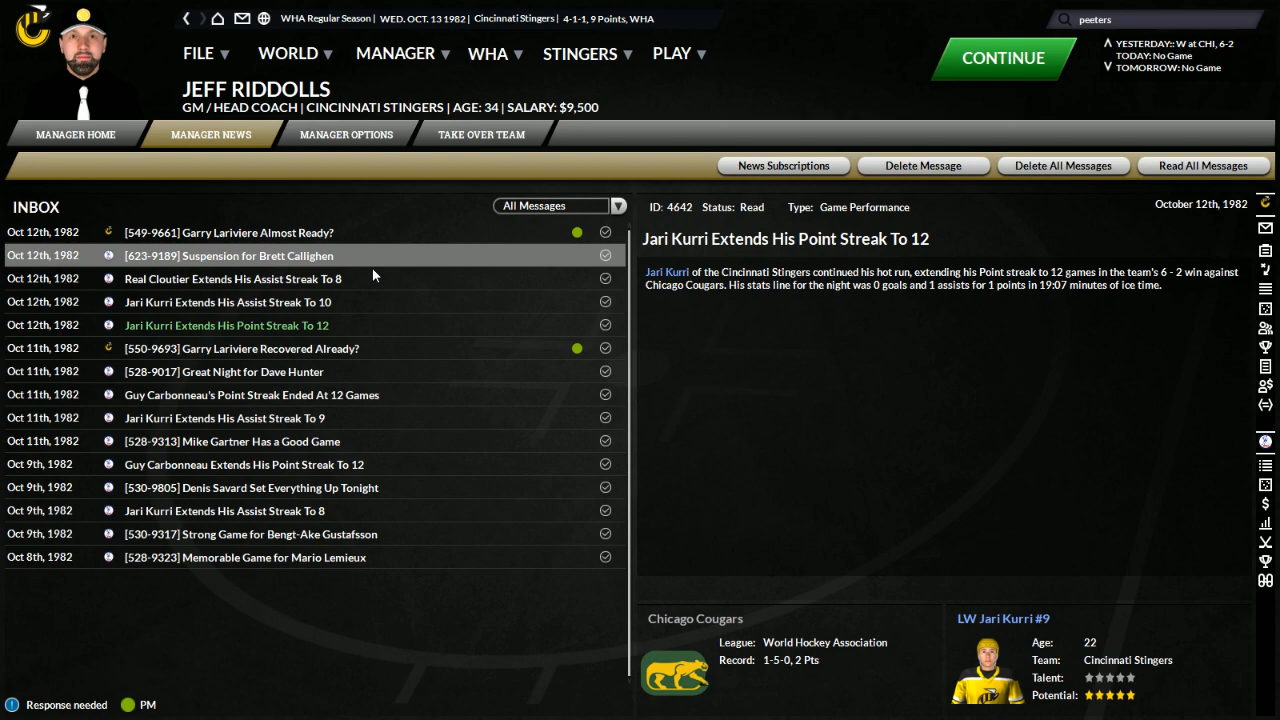 WHA Regular Season | WED. OCT. 13 1982 | Cincinnati Stingers | 4-1-1, 9 Points, WHA
peeters
FILE WORLD MANAGER WHA STINGERS PLAY
CONTINUE
YESTERDAY:: W at CHI, 6-2
TODAY: No Game
TOMORROW: No Game
JEFF RIDDOLLS
GM / HEAD COACH | CINCINNATI STINGERS | AGE: 34 | SALARY: $9,500
MANAGER HOME MANAGER NEWS MANAGER OPTIONS TAKE OVER TEAM
News Subscriptions Delete Message Delete All Messages Read All Messages
INBOX
All Messages
Oct 12th, 1982 [549-9661] Garry Lariviere Almost Ready?
Oct 12th, 1982 [623-9189] Suspension for Brett Callighen
Oct 12th, 1982 Real Cloutier Extends His Assist Streak To 8
Oct 12th, 1982 Jari Kurri Extends His Assist Streak To 10
Oct 12th, 1982 Jari Kurri Extends His Point Streak To 12
Oct 11th, 1982 [550-9693] Garry Lariviere Recovered Already?
Oct 11th, 1982 [528-9017] Great Night for Dave Hunter
Oct 11th, 1982 Guy Carbonneau's Point Streak Ended At 12 Games
Oct 11th, 1982 Jari Kurri Extends His Assist Streak To 9
Oct 11th, 1982 [528-9313] Mike Gartner Has a Good Game
Oct 9th, 1982 Guy Carbonneau Extends His Point Streak To 12
Oct 9th, 1982 [530-9805] Denis Savard Set Everything Up Tonight
Oct 9th, 1982 Jari Kurri Extends His Assist Streak To 8
Oct 9th, 1982 [530-9317] Strong Game for Bengt-Ake Gustafsson
Oct 8th, 1982 [528-9323] Memorable Game for Mario Lemieux
Response needed PM
ID: 4642 Status: Read Type: Game Performance October 12th, 1982
Jari Kurri Extends His Point Streak To 12
Jari Kurri of the Cincinnati Stingers continued his hot run, extending his Point streak to 12 games in the team's 6 - 2 win against
Chicago Cougars. His stats line for the night was 0 goals and 1 assists for 1 points in 19:07 minutes of ice time.
Chicago Cougars
League: World Hockey Association
Record: 1-5-0, 2 Pts
LW Jari Kurri #9
Age: 22
Team: Cincinnati Stingers
Talent:
Potential: